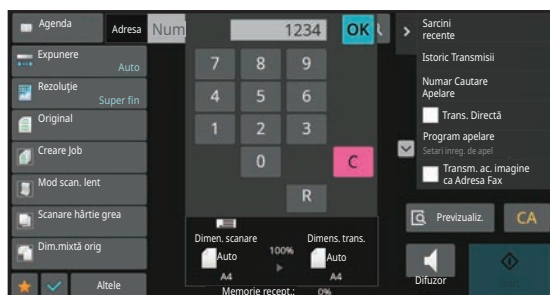 Agenda
Adresa
Num
1234
OK
Expunere
Auto
Rezoluţie
Super fin
Original
Creare Job
Mod scan. lent
Scanare hârtie grea
Dim.mixtă orig
Altele
7 8 9
4 5 6
1 2 3
0 C
R
Dimen. scanare
100%
Dimens. trans.
Auto
Auto
A4
A4
Memorie recept.: 0%
Sarcini
recente
Istoric Transmisii
Numar Cautare
Apelare
Trans. Directă
Program apelare
Setari inreg. de apel
Transm. ac. imagine
ca Adresa Fax
Previzualiz.
CA
Difuzor
Start